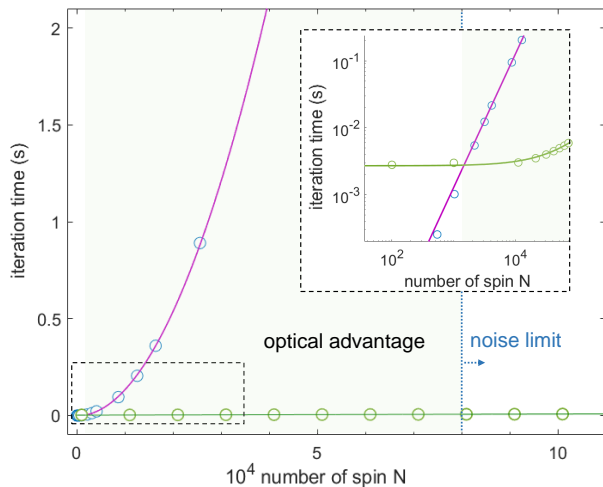 2
1.5
1
0.5
0
iteration time (s)
0
5
10
10⁴ number of spin N
optical advantage
noise limit
10⁻¹
10⁻²
10⁻³
iteration time (s)
10²
10⁴
number of spin N